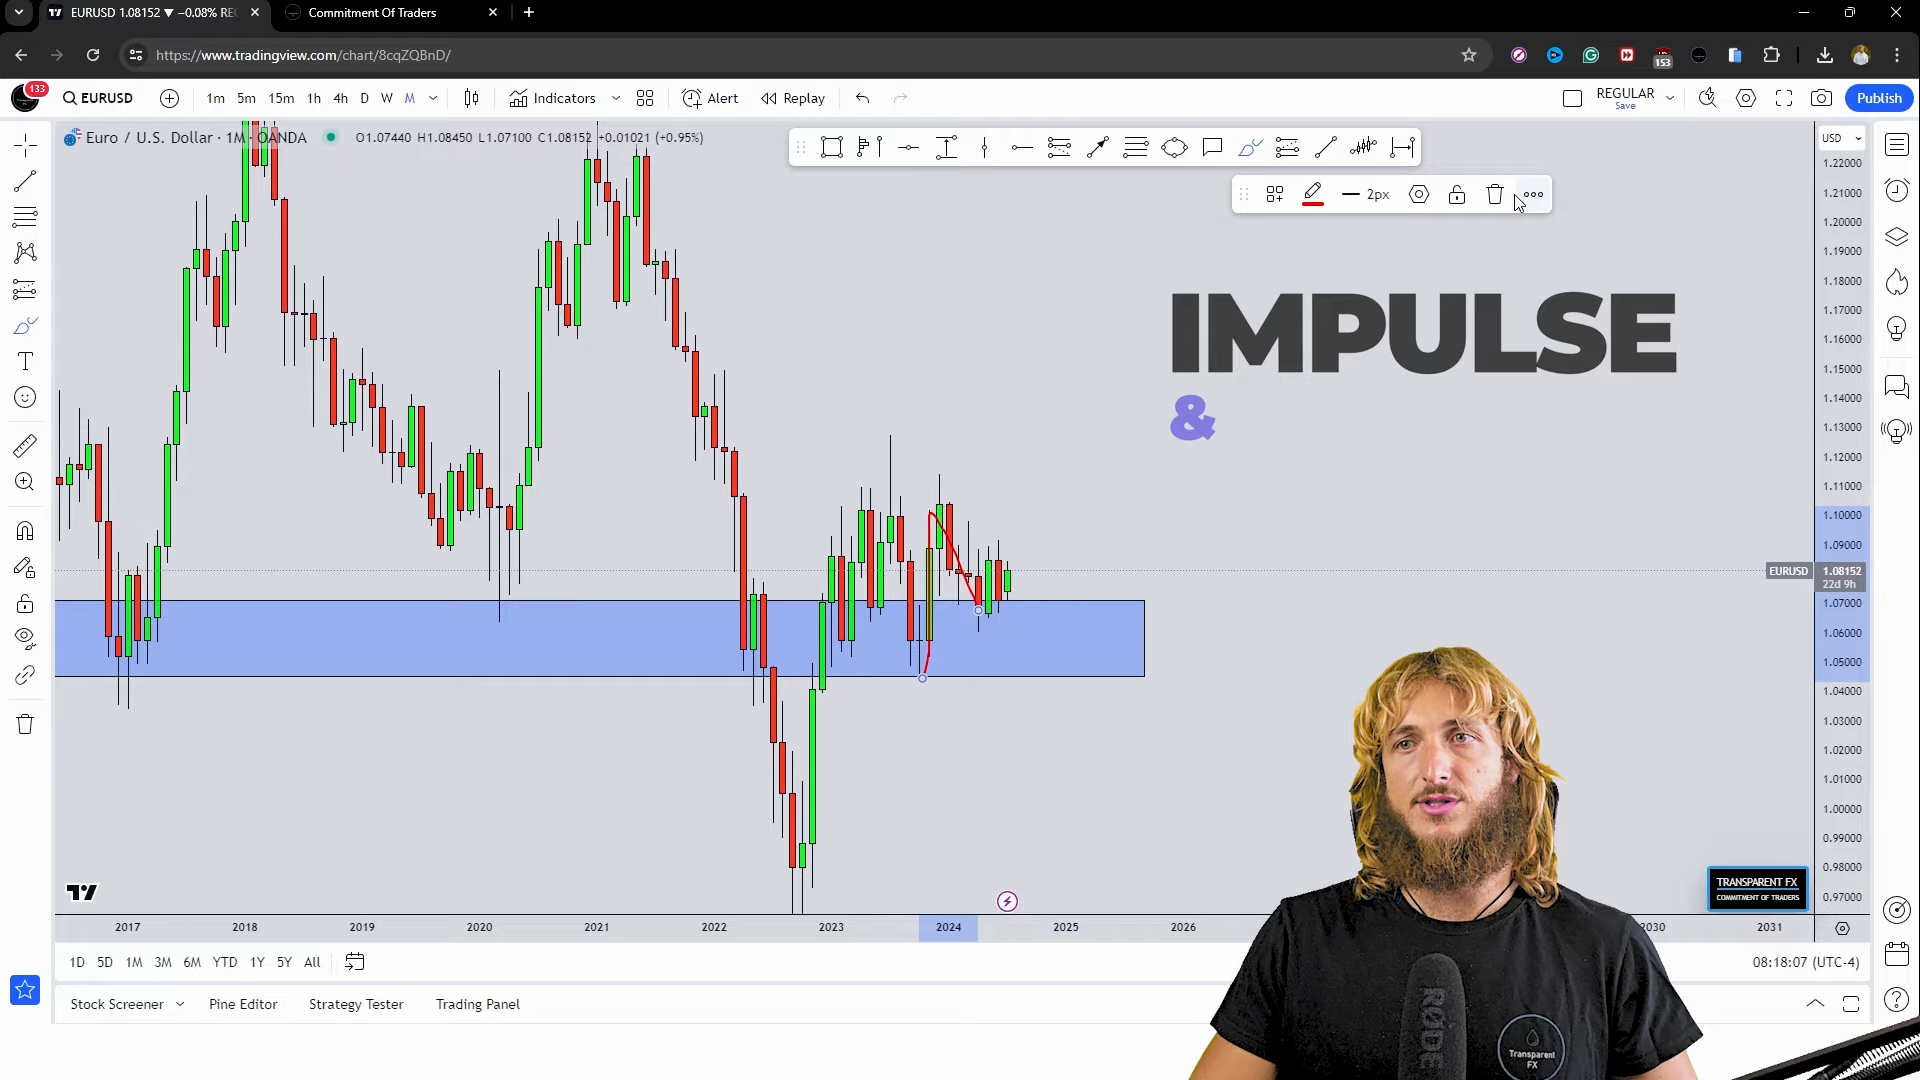 EURUSD 1.08152 ▼ −0.08% RE
Commitment Of Traders
https://www.tradingview.com/chart/8cqZQBnD/
153
133
EURUSD
1m 5m 15m 1h 4h D W M
Indicators
Alert
Replay
REGULAR
Save
Publish
Euro / U.S. Dollar · 1M · OANDA
O1.07440 H1.08450 L1.07100 C1.08152 +0.01021 (+0.95%)
2px
USD
1.22000
1.21000
1.20000
1.19000
1.18000
1.17000
1.16000
1.15000
1.14000
1.13000
1.12000
1.11000
1.10000
1.09000
EURUSD 1.08152
22d 9h
1.07000
1.06000
1.05000
1.04000
1.03000
1.02000
1.01000
1.00000
0.99000
0.98000
0.97000
IMPULSE
&
TRANSPARENT FX
COMMITMENT OF TRADERS
2017 2018 2019 2020 2021 2022 2023 2024 2025 2026 2030 2031
1D 5D 1M 3M 6M YTD 1Y 5Y All
08:18:07 (UTC-4)
Stock Screener
Pine Editor
Strategy Tester
Trading Panel
RØDE
Transparent
FX